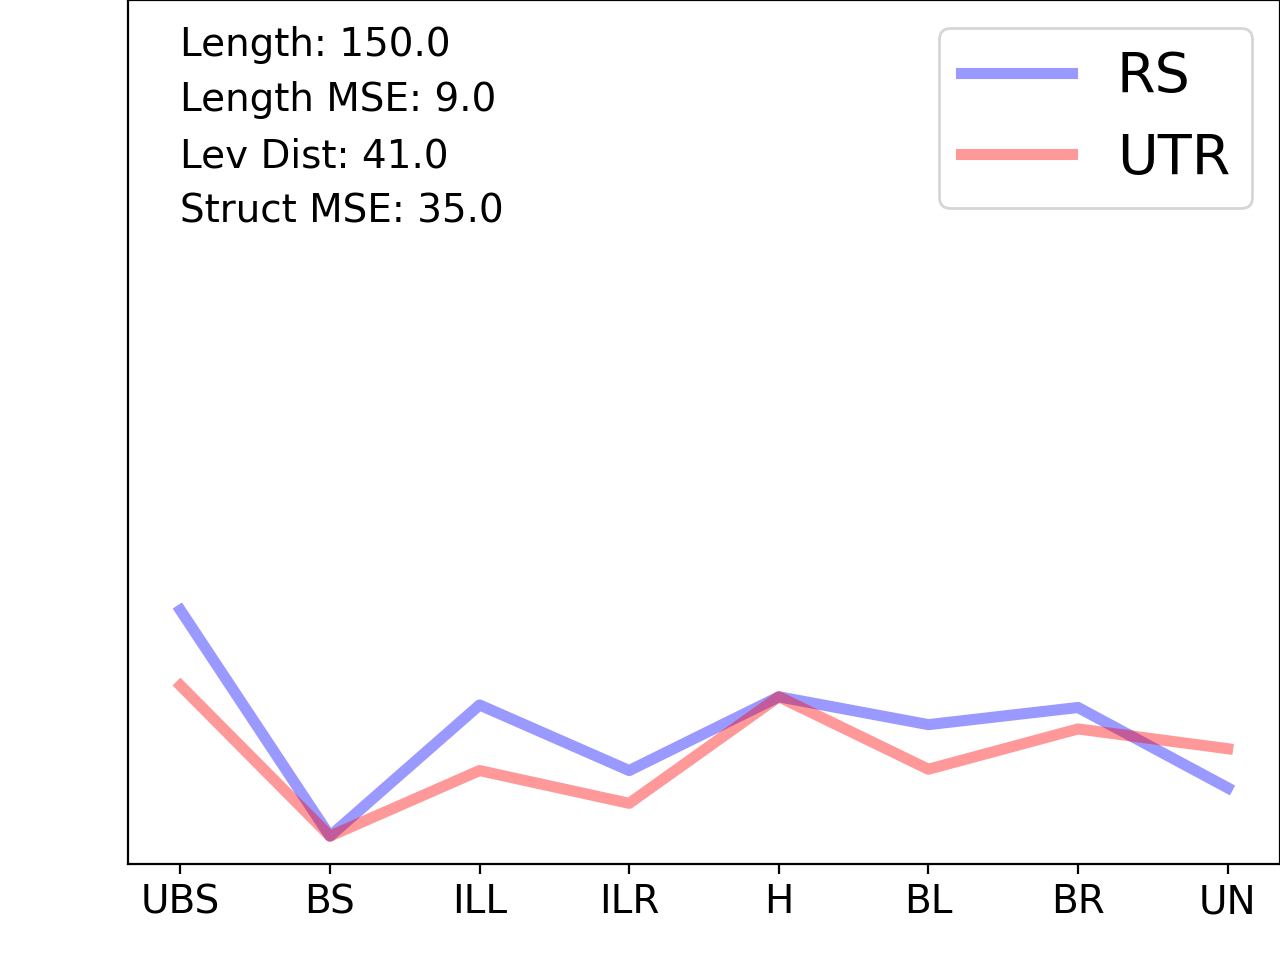 Length: 150.0
Length MSE: 9.0
Lev Dist: 41.0
Struct MSE: 35.0
RS
UTR
UBS BS ILL ILR H BL BR UN